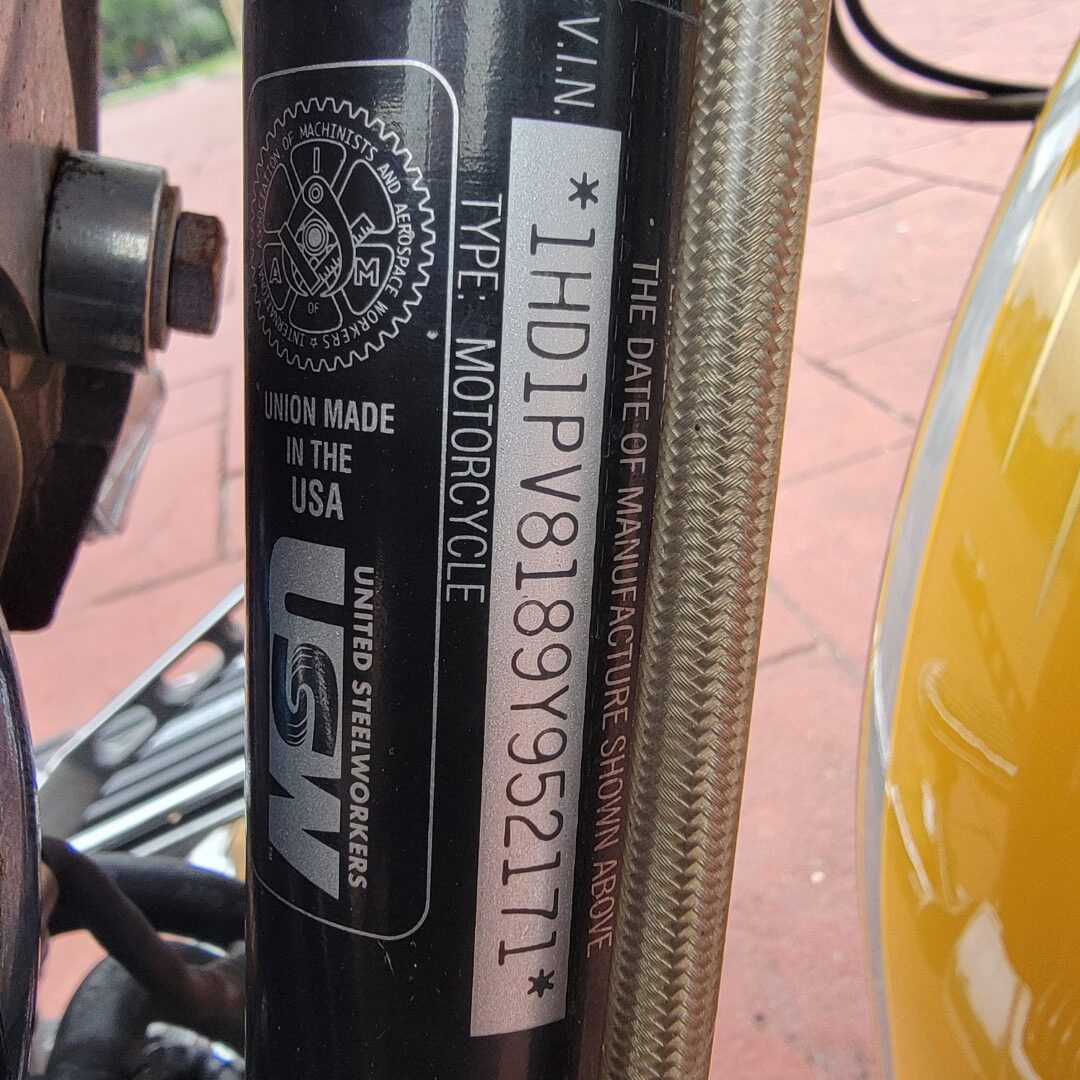 V.I.N.
*1HD1PV8189Y952171*
TYPE: MOTORCYCLE
THE DATE OF MANUFACTURE SHOWN ABOVE
INTERNATIONAL ASSOCIATION OF MACHINISTS AND AEROSPACE WORKERS
I
E
M
OF
A
UNION MADE
IN THE
USA
USW
UNITED STEELWORKERS